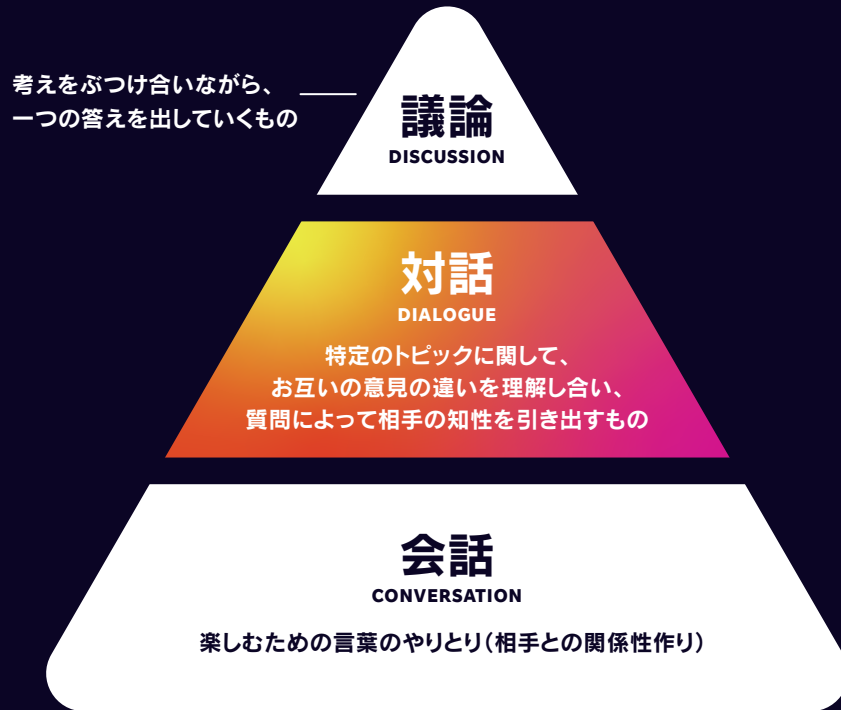 考えをぶつけ合いながら、
一つの答えを出していくもの
議論
DISCUSSION
対話
DIALOGUE
特定のトピックに関して、
お互いの意見の違いを理解し合い、
質問によって相手の知性を引き出すもの
会話
CONVERSATION
楽しむための言葉のやりとり(相手との関係性作り)